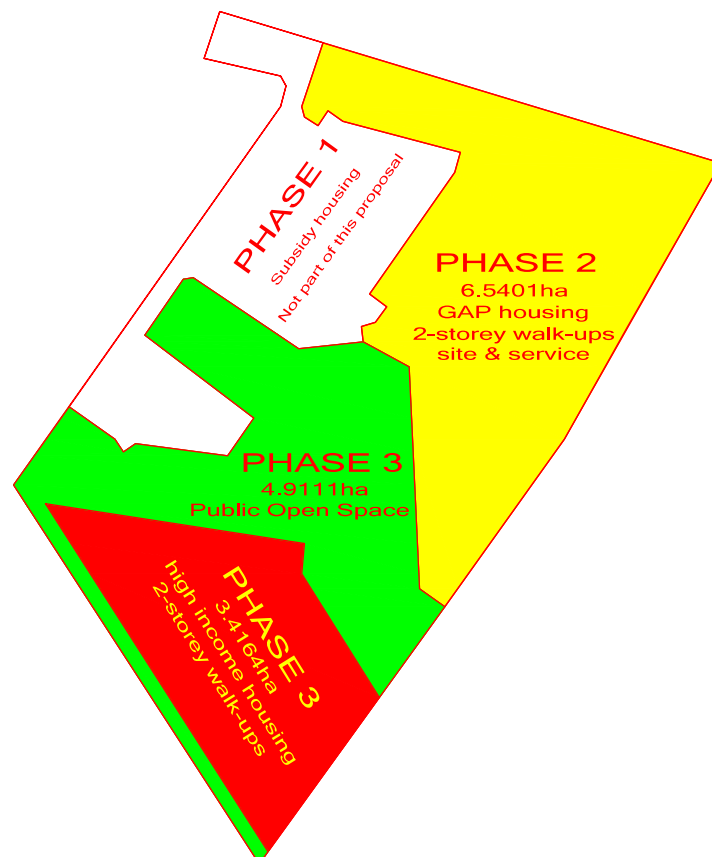 PHASE 1
Subsidy housing
Not part of this proposal
PHASE 2
6.5401ha
GAP housing
2-storey walk-ups
site & service
PHASE 3
4.9111ha
Public Open Space
PHASE 3
3.4164ha
high income housing
2-storey walk-ups